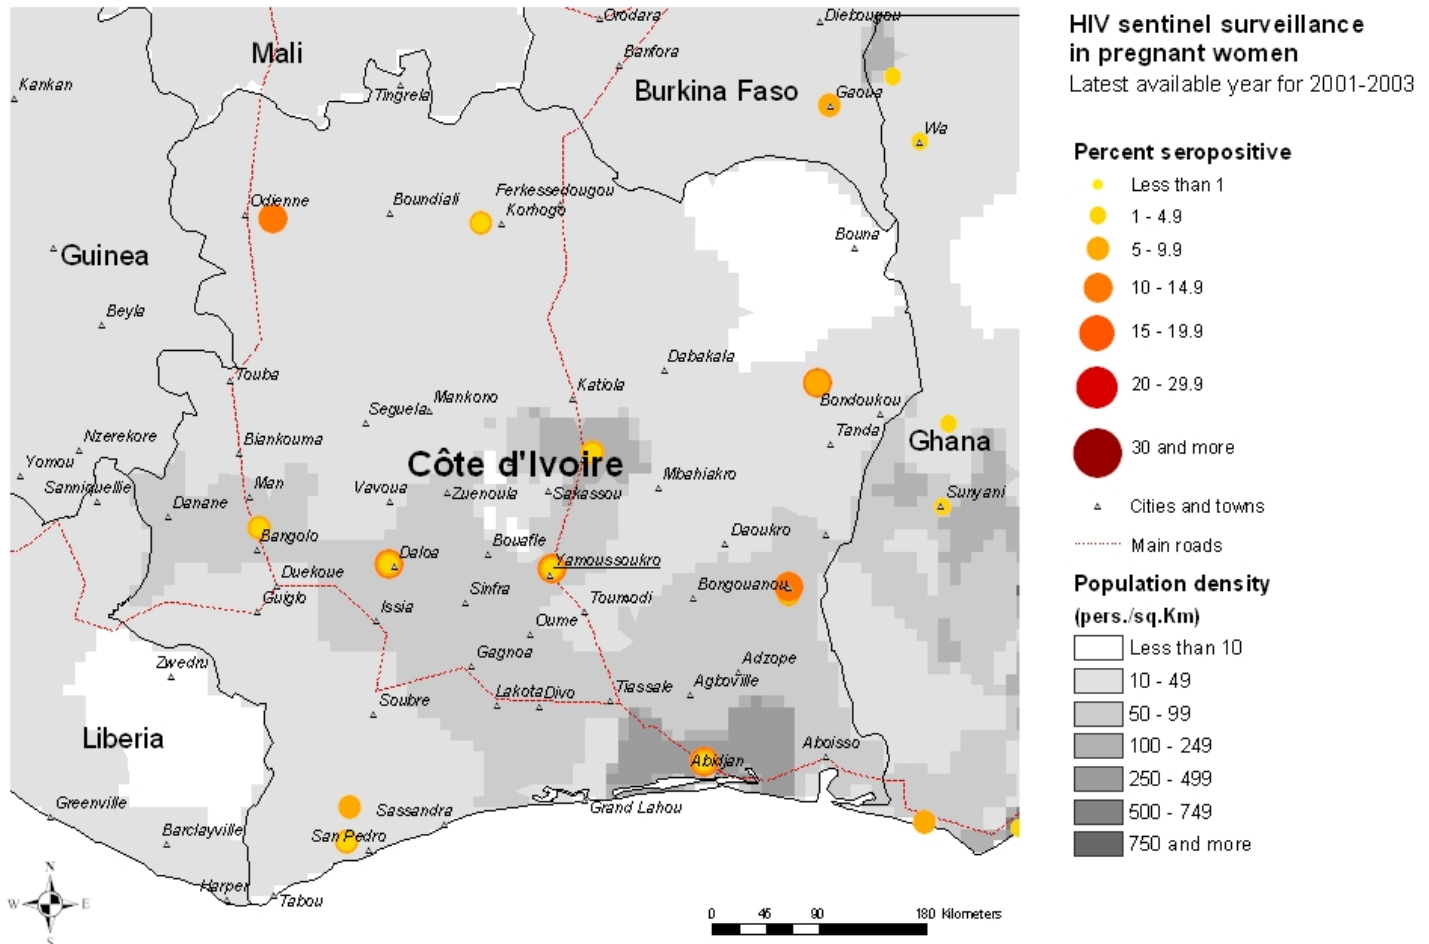 Orodara
Diebougou
Mali
Banfora
Kankan
Tingrela
Burkina Faso
Gaoua
Wa
Odienne
Boundiali
Ferkessedougou
Korhogo
Guinea
Bouna
Beyla
Dabakala
Touba
Katiola
Mankono
Bondoukou
Seguela
Nzerekore
Biankouma
Tanda
Ghana
Yomou
Côte d'Ivoire
Sanniquellie
Man
Mbahiakro
Danane
Vavoua
Zuenoula
Sakassou
Sunyani
Bangolo
Daoukro
Daloa
Bouafle
Yamoussoukro
Duekoue
Bongouanou
Guiglo
Sinfra
Toumodi
Issia
Oume
Zwedru
Gagnoa
Adzope
Agboville
Soubre
Lakota
Divo
Tiassale
Liberia
Aboisso
Abidjan
Greenville
Sassandra
Grand Lahou
Barclayville
San Pedro
Harper
Tabou
N
W
E
S
0 45 90 180 Kilometers
HIV sentinel surveillance
in pregnant women
Latest available year for 2001-2003
Percent seropositive
Less than 1
1 - 4.9
5 - 9.9
10 - 14.9
15 - 19.9
20 - 29.9
30 and more
Cities and towns
Main roads
Population density
(pers./sq.Km)
Less than 10
10 - 49
50 - 99
100 - 249
250 - 499
500 - 749
750 and more